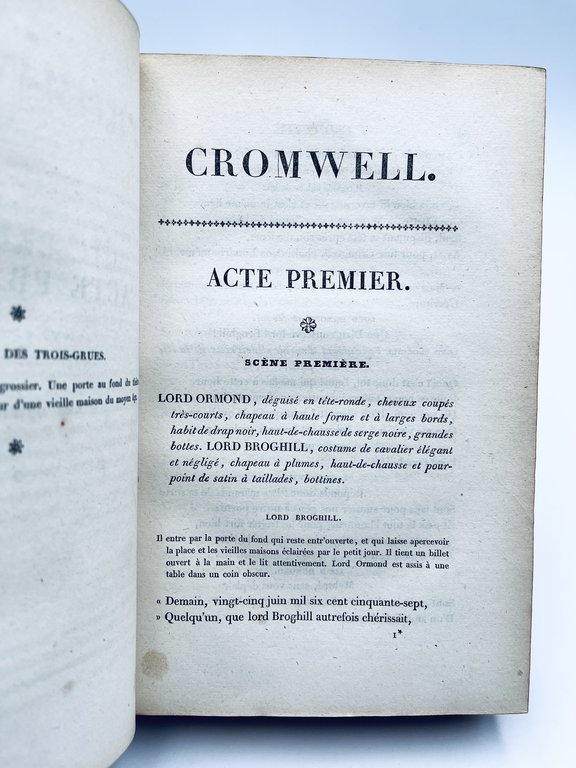 DES TROIS-GRUES.
grossier. Une porte au fond du
d'une vieille maison du moyen
CROMWELL.
ACTE PREMIER.
SCÈNE PREMIÈRE.
LORD ORMOND, déguisé en tête-ronde, cheveux coupés
très-courts, chapeau à haute forme et à larges bords,
habit de drap noir, haut-de-chausse de serge noire, grandes
bottes. LORD BROGHILL, costume de cavalier élégant
et négligé, chapeau à plumes, haut-de-chausse et pour-
point de satin à taillades, bottines.
LORD BROGHILL.
Il entre par la porte du fond qui reste entr'ouverte, et qui laisse apercevoir
la place et les vieilles maisons éclairées par le petit jour. Il tient un billet
ouvert à la main et le lit attentivement. Lord Ormond est assis à une
table dans un coin obscur.
« Demain, vingt-cinq juin mil six cent cinquante-sept,
» Quelqu'un, que lord Broghill autrefois chérissait,
1*